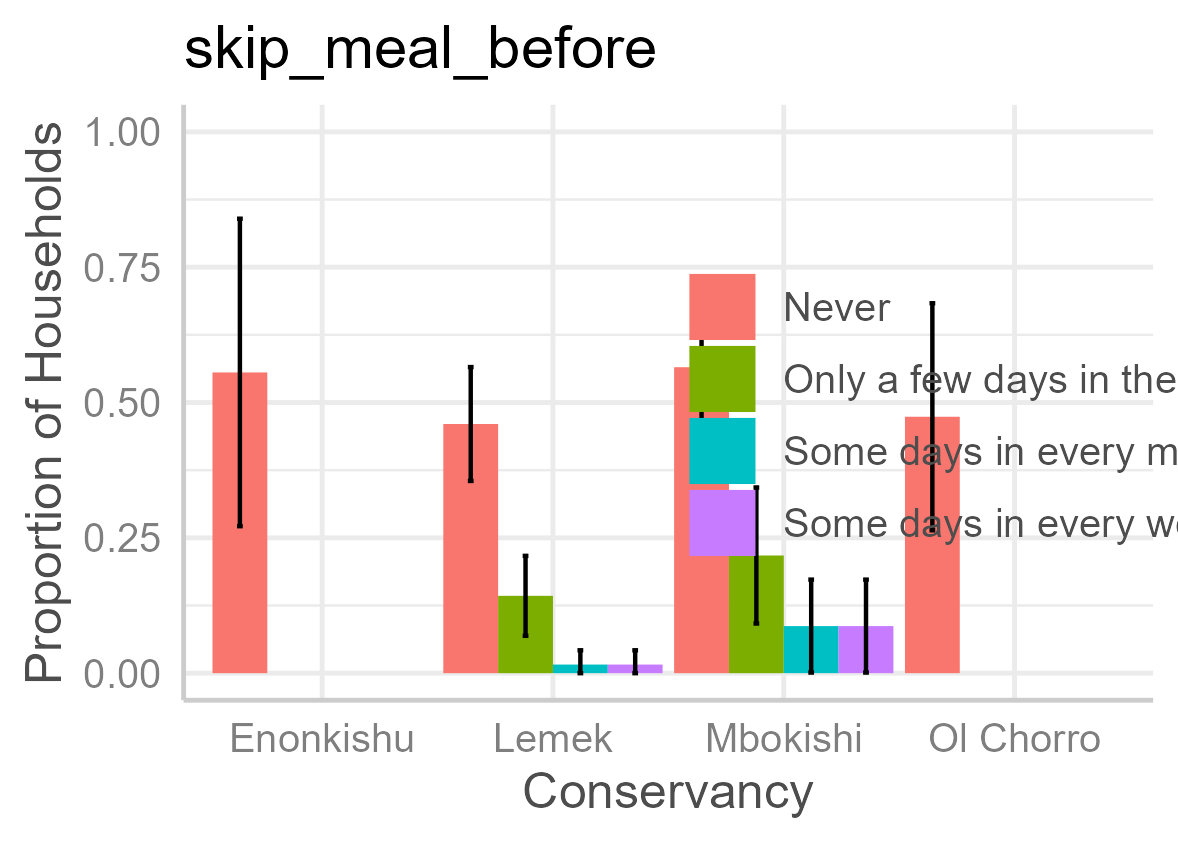 skip_meal_before
Proportion of Households
1.00
0.75
0.50
0.25
0.00
Never
Only a few days in the
Some days in every
Some days in every
Enonkishu
Lemek
Mbokishi
Ol Chorro
Conservancy